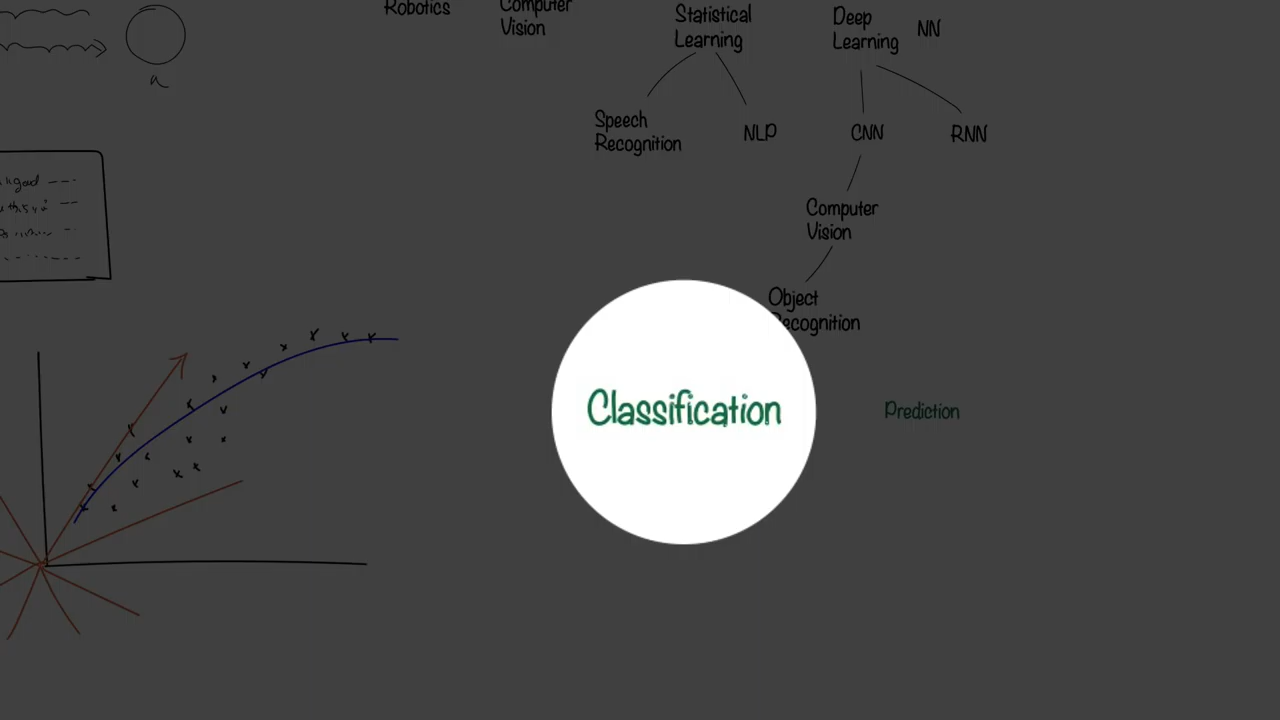 Robotics
Computer
Vision
Statistical
Learning
Deep
Learning
NN
a
Speech
Recognition
NLP
CNN
RNN
Computer
Vision
Object
Recognition
Classification
Prediction